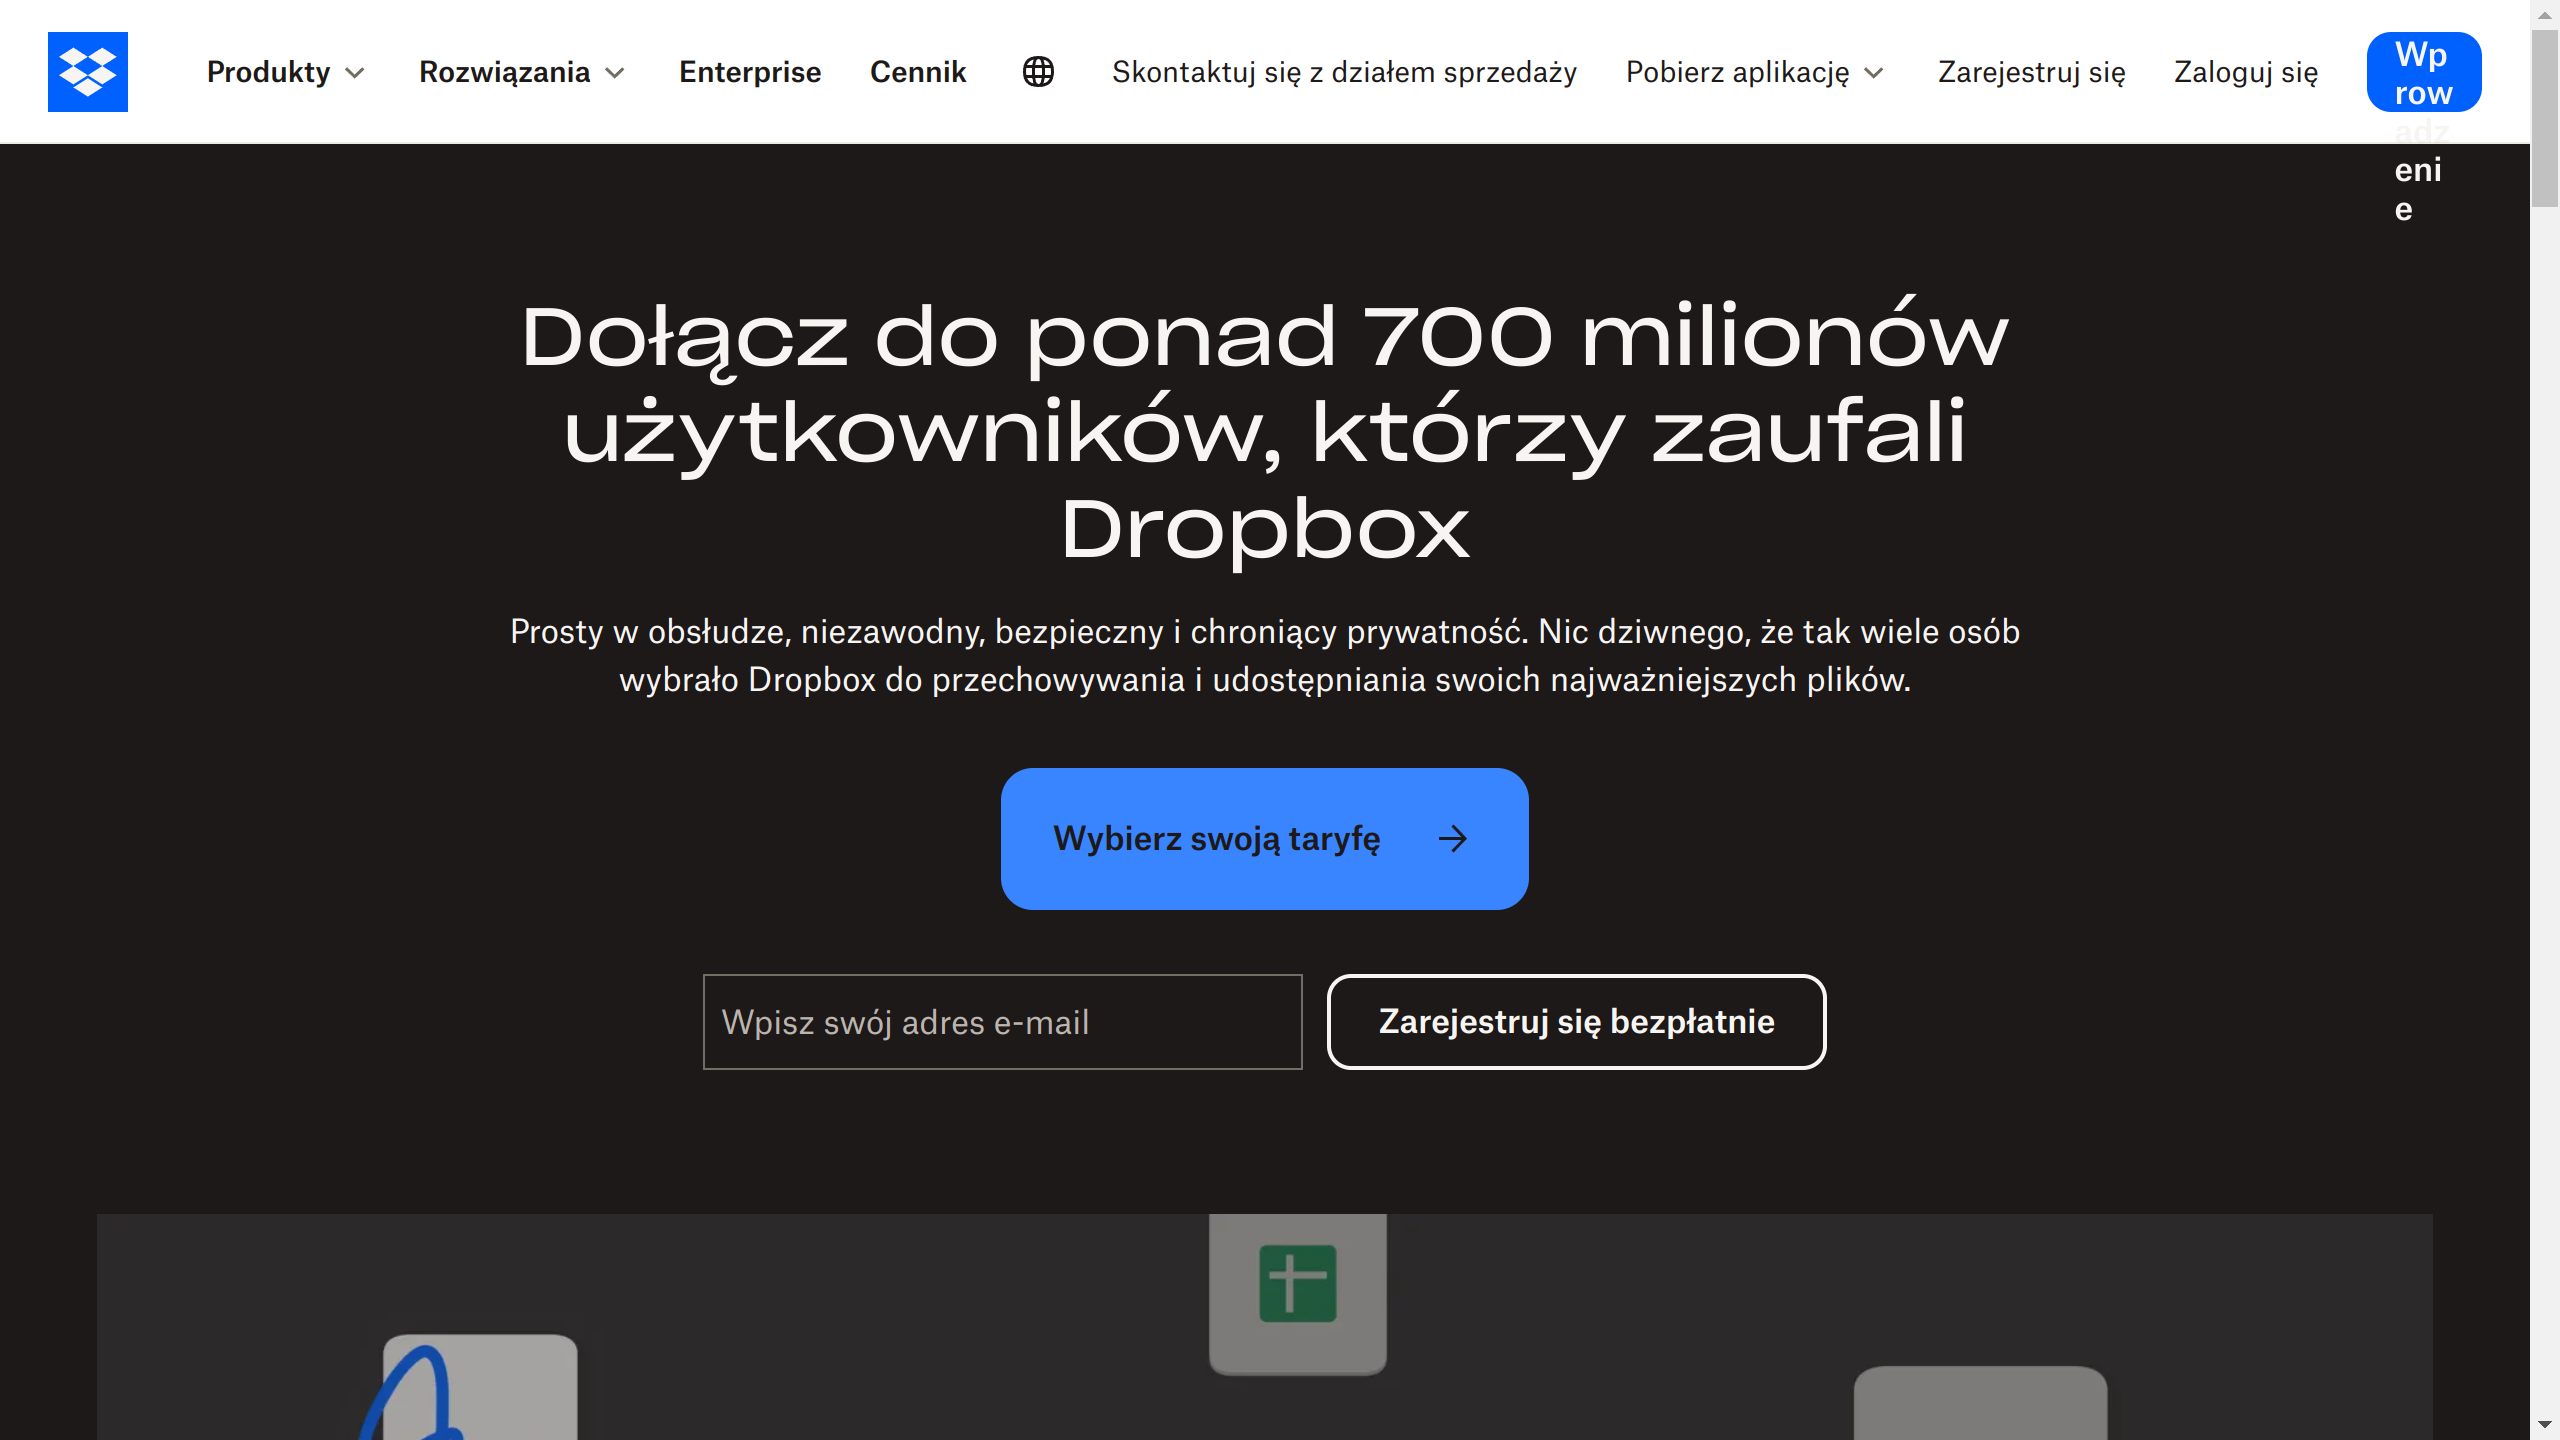 Produkty
Rozwiązania
Enterprise
Cennik
Skontaktuj się z działem sprzedaży
Pobierz aplikację
Zarejestruj się
Zaloguj się
Wp
row
adz
eni
e
Dołącz do ponad 700 milionów
użytkowników, którzy zaufali
Dropbox
Prosty w obsłudze, niezawodny, bezpieczny i chroniący prywatność. Nic dziwnego, że tak wiele osób
wybrało Dropbox do przechowywania i udostępniania swoich najważniejszych plików.
Wybierz swoją taryfę
Wpisz swój adres e-mail
Zarejestruj się bezpłatnie